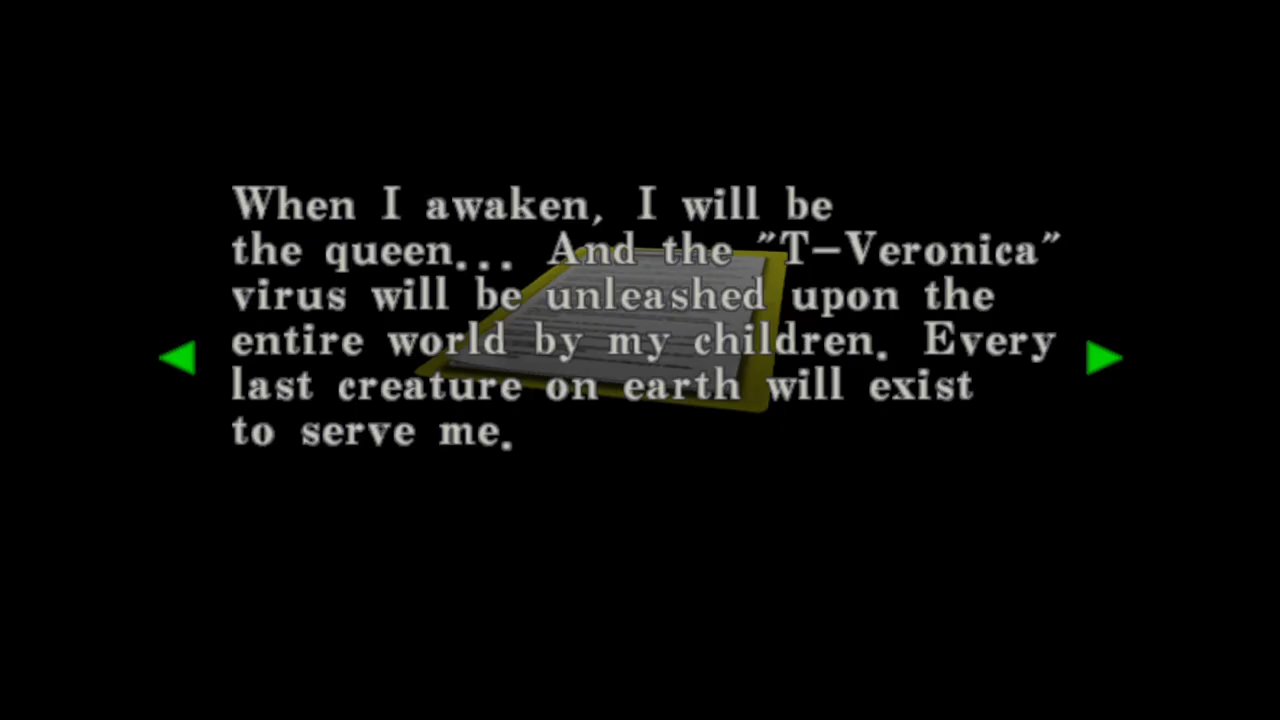 When I awaken, I will be
the queen... And the "T-Veronica"
virus will be unleashed upon the
entire world by my children. Every
last creature on earth will exist
to serve me.